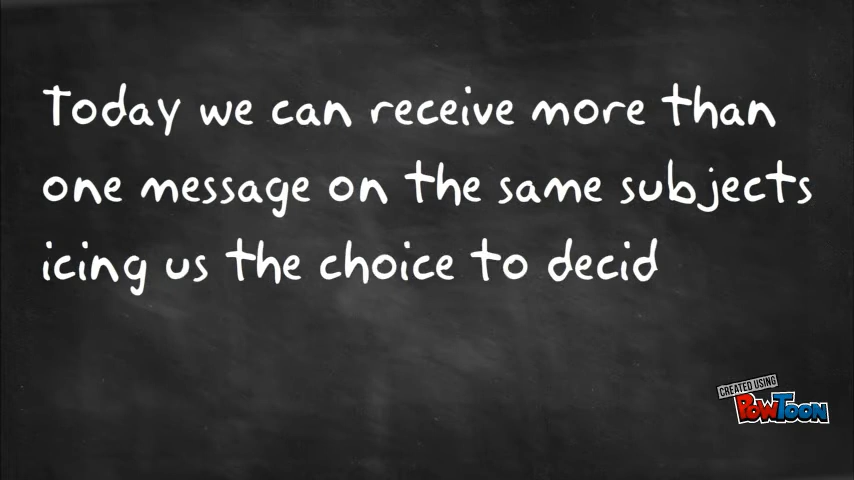 Today we can receive more than
one message on the same subjects
icing us the choice to decid
CREATED USING
POWTOON